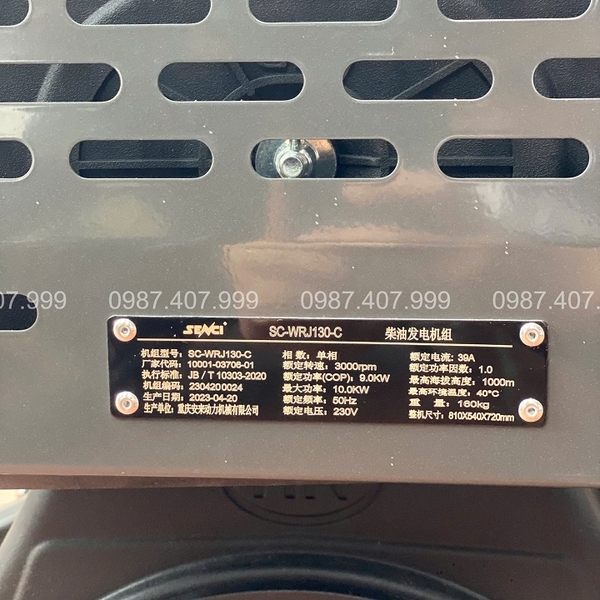 07.999 0987.407.999 0987.407.999 0987.40
SENCI SC-WRJ130-C 柴油发电机组
机组型号: SC-WRJ130-C 相 数: 单相 额定电流: 39A
厂家代码: 10001-03706-01 额定转速: 3000rpm 额定功率因数: 1.0
执行标准: JB/T 10303-2020 额定功率(COP): 9.0KW 最高海拔高度: 1000m
机组编码: 2304200024 最大功率: 10.0KW 最高环境温度: 40℃
生产日期: 2023-04-20 额定频率: 50Hz 重 量: 160kg
生产单位: 重庆安来动力机械有限公司 额定电压: 230V 整机尺寸: 810X540X720mm